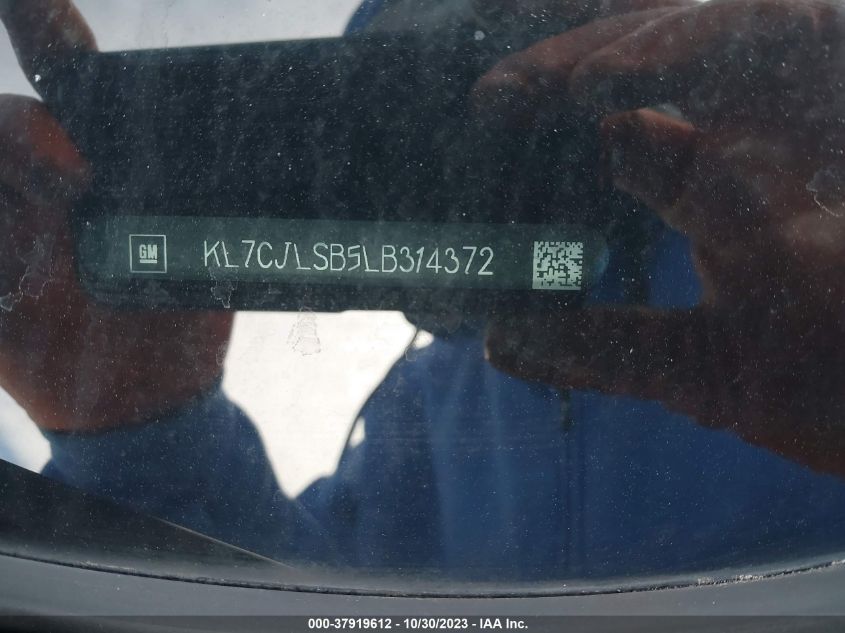 GM KL7CJLSB5LB314372
000-37919612 - 10/30/2023 - IAA Inc.